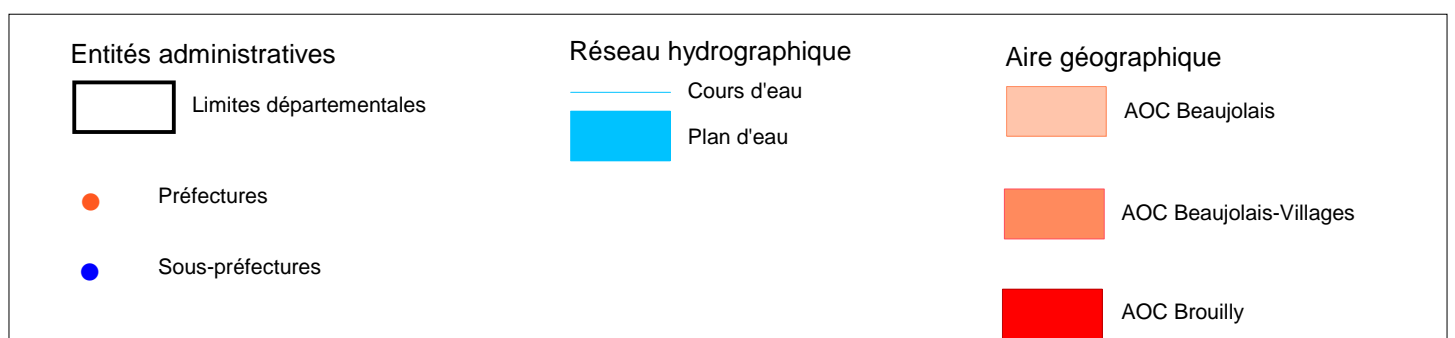 Entités administratives
Limites départementales
Préfectures
Sous-préfectures
Réseau hydrographique
Cours d'eau
Plan d'eau
Aire géographique
AOC Beaujolais
AOC Beaujolais-Villages
AOC Brouilly